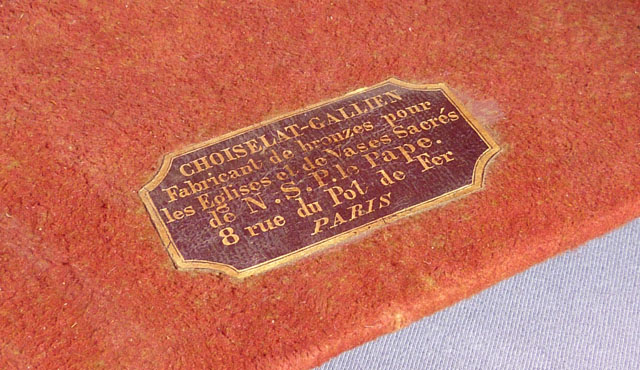 CHOISELAT-GALLIEN
Fabricant de bronzes pour
les Eglises et de Vases Sacrés
de N.S.P. le Pape.
8 rue du Pot de Fer
PARIS